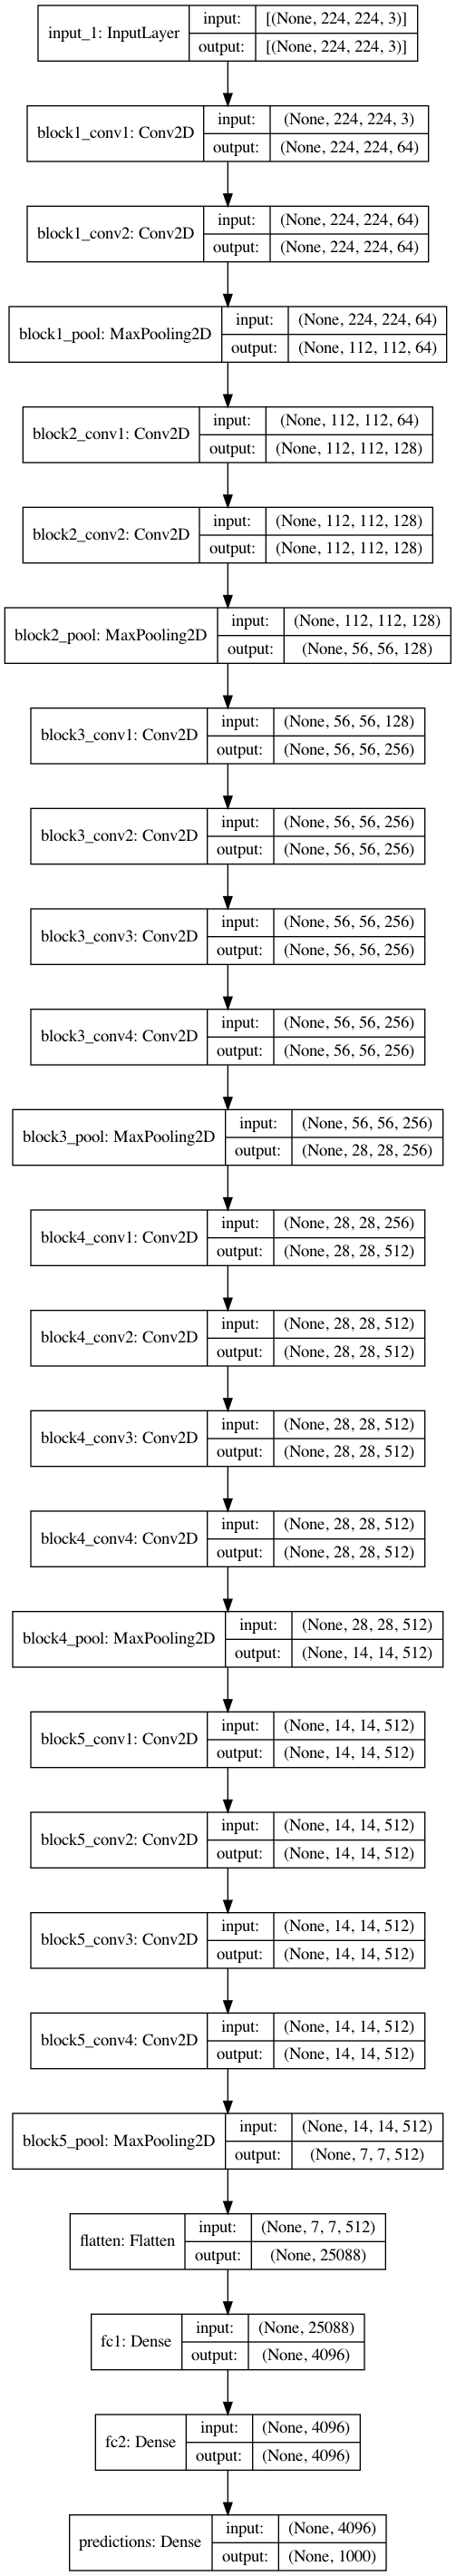 input_1: InputLayer
input:
[(None, 224, 224, 3)]
output:
[(None, 224, 224, 3)]
block1_conv1: Conv2D
input:
(None, 224, 224, 3)
output:
(None, 224, 224, 64)
block1_conv2: Conv2D
input:
(None, 224, 224, 64)
output:
(None, 224, 224, 64)
block1_pool: MaxPooling2D
input:
(None, 224, 224, 64)
output:
(None, 112, 112, 64)
block2_conv1: Conv2D
input:
(None, 112, 112, 64)
output:
(None, 112, 112, 128)
block2_conv2: Conv2D
input:
(None, 112, 112, 128)
output:
(None, 112, 112, 128)
block2_pool: MaxPooling2D
input:
(None, 112, 112, 128)
output:
(None, 56, 56, 128)
block3_conv1: Conv2D
input:
(None, 56, 56, 128)
output:
(None, 56, 56, 256)
block3_conv2: Conv2D
input:
(None, 56, 56, 256)
output:
(None, 56, 56, 256)
block3_conv3: Conv2D
input:
(None, 56, 56, 256)
output:
(None, 56, 56, 256)
block3_conv4: Conv2D
input:
(None, 56, 56, 256)
output:
(None, 56, 56, 256)
block3_pool: MaxPooling2D
input:
(None, 56, 56, 256)
output:
(None, 28, 28, 256)
block4_conv1: Conv2D
input:
(None, 28, 28, 256)
output:
(None, 28, 28, 512)
block4_conv2: Conv2D
input:
(None, 28, 28, 512)
output:
(None, 28, 28, 512)
block4_conv3: Conv2D
input:
(None, 28, 28, 512)
output:
(None, 28, 28, 512)
block4_conv4: Conv2D
input:
(None, 28, 28, 512)
output:
(None, 28, 28, 512)
block4_pool: MaxPooling2D
input:
(None, 28, 28, 512)
output:
(None, 14, 14, 512)
block5_conv1: Conv2D
input:
(None, 14, 14, 512)
output:
(None, 14, 14, 512)
block5_conv2: Conv2D
input:
(None, 14, 14, 512)
output:
(None, 14, 14, 512)
block5_conv3: Conv2D
input:
(None, 14, 14, 512)
output:
(None, 14, 14, 512)
block5_conv4: Conv2D
input:
(None, 14, 14, 512)
output:
(None, 14, 14, 512)
block5_pool: MaxPooling2D
input:
(None, 14, 14, 512)
output:
(None, 7, 7, 512)
flatten: Flatten
input:
(None, 7, 7, 512)
output:
(None, 25088)
fc1: Dense
input:
(None, 25088)
output:
(None, 4096)
fc2: Dense
input:
(None, 4096)
output:
(None, 4096)
predictions: Dense
input:
(None, 4096)
output:
(None, 1000)